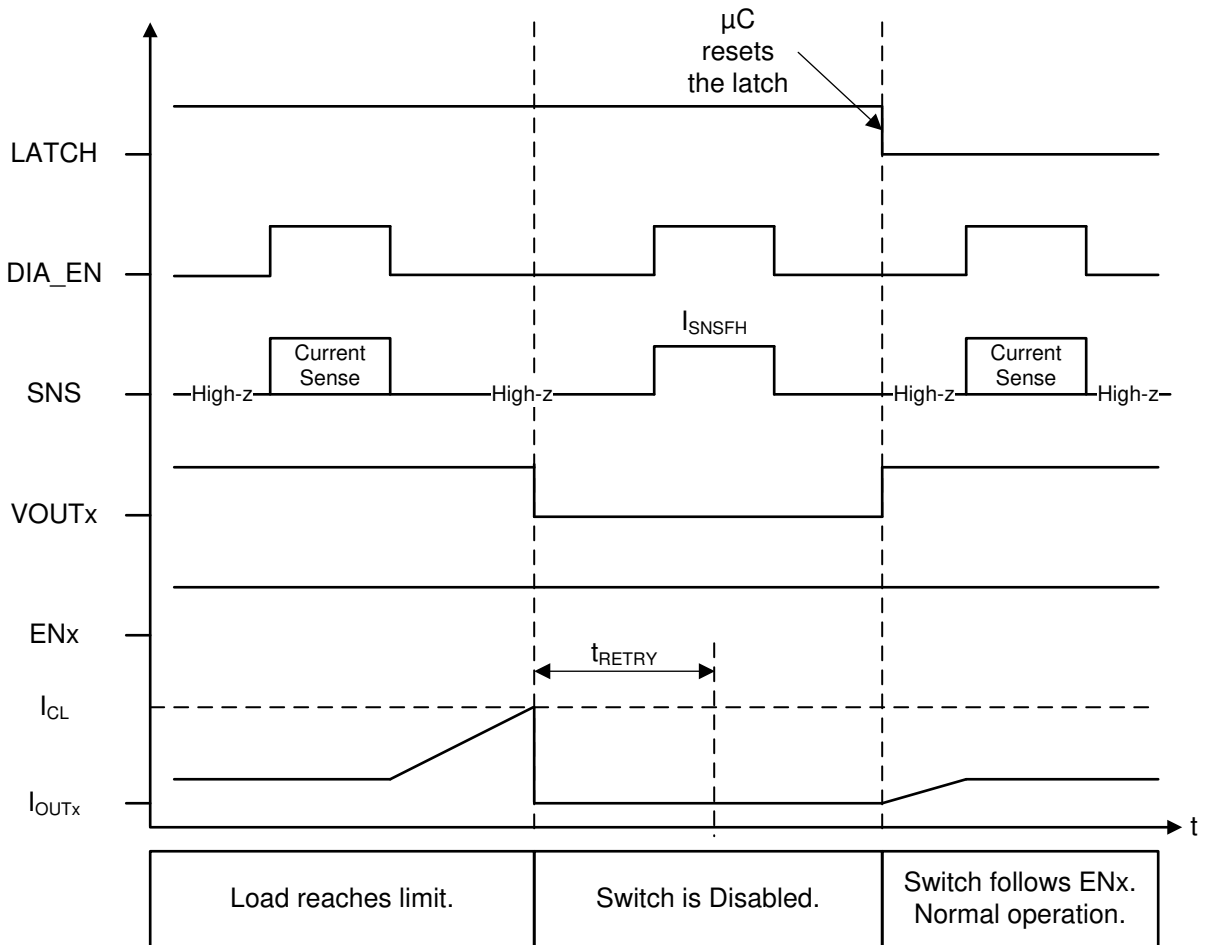 µC
resets
the latch
LATCH
DIA_EN
I_SNSFH
SNS
High-z
Current
Sense
High-z
High-z
Current
Sense
High-z
VOUTx
ENx
t_RETRY
I_CL
I_OUTx
t
Load reaches limit.
Switch is Disabled.
Switch follows ENx.
Normal operation.